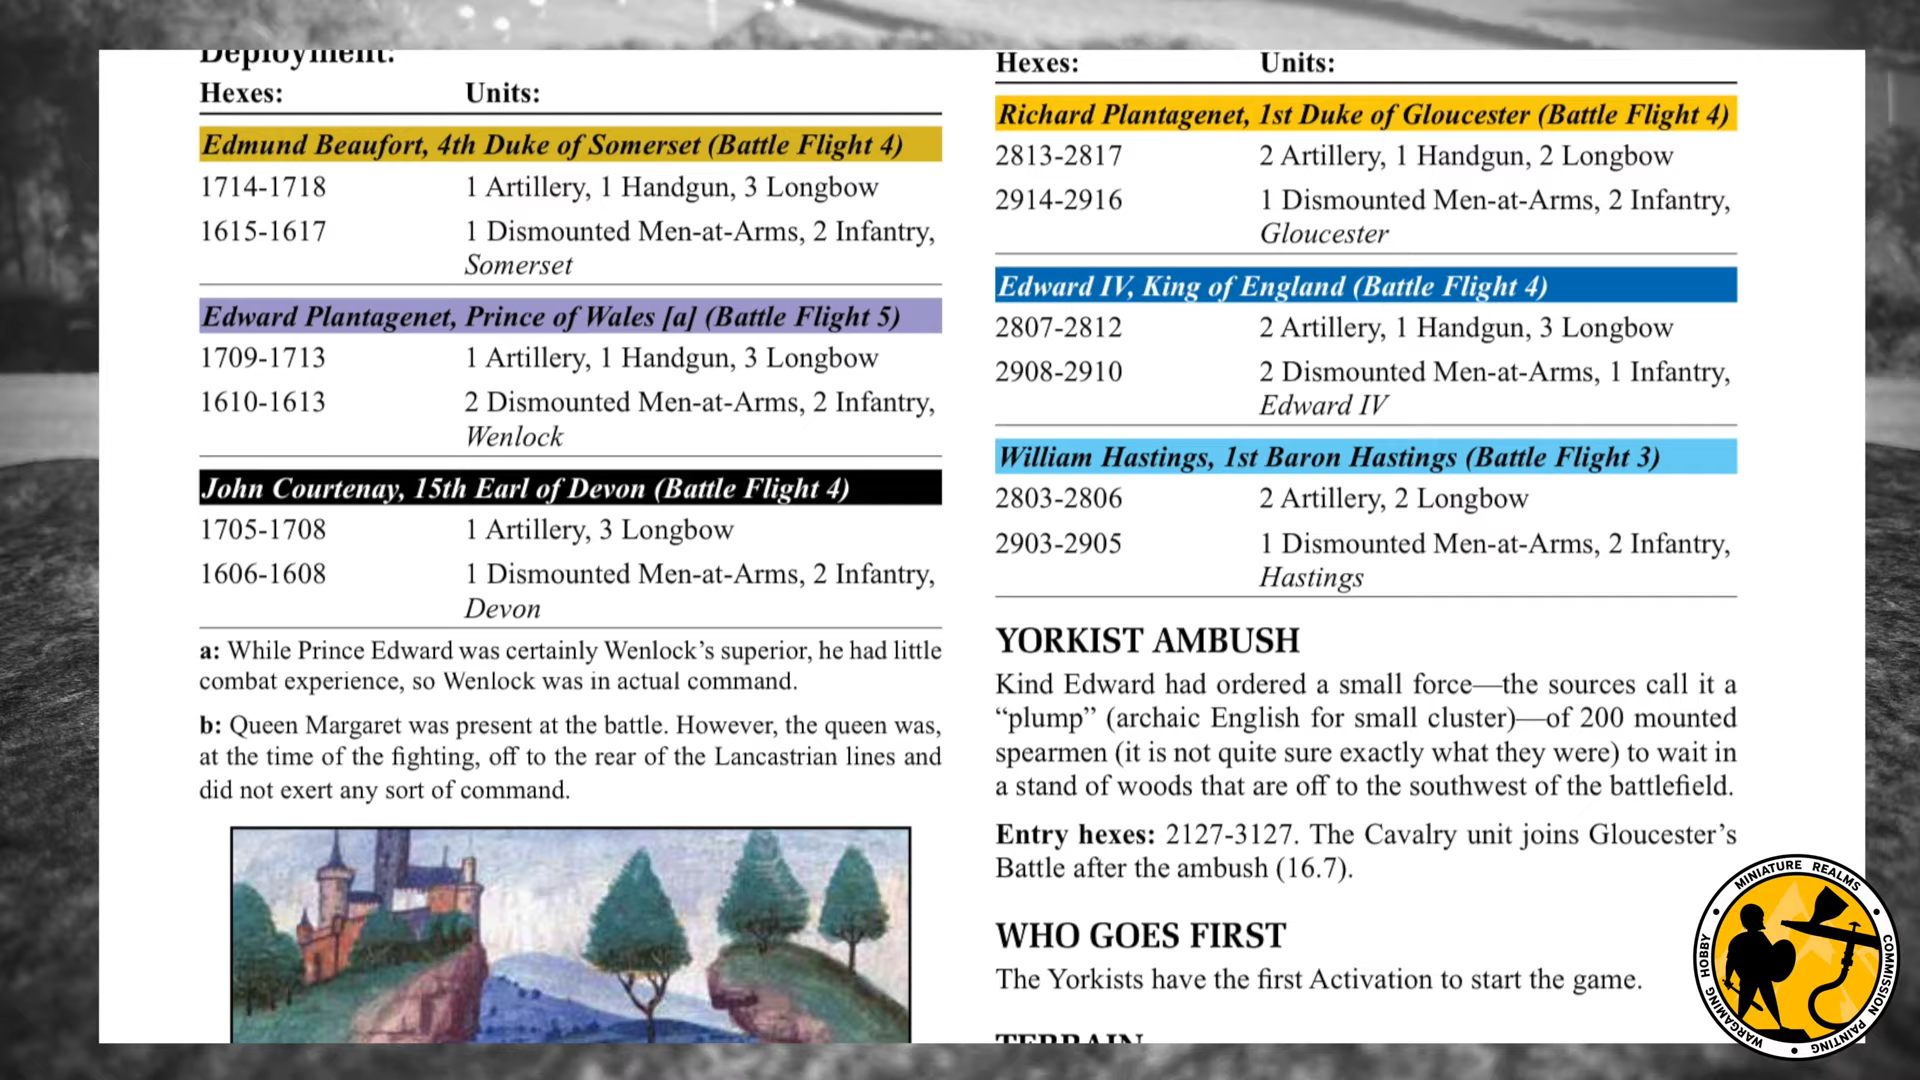 Deployment:
Hexes: Units:
Edmund Beaufort, 4th Duke of Somerset (Battle Flight 4)
1714-1718 1 Artillery, 1 Handgun, 3 Longbow
1615-1617 1 Dismounted Men-at-Arms, 2 Infantry,
Somerset
Edward Plantagenet, Prince of Wales [a] (Battle Flight 5)
1709-1713 1 Artillery, 1 Handgun, 3 Longbow
1610-1613 2 Dismounted Men-at-Arms, 2 Infantry,
Wenlock
John Courtenay, 15th Earl of Devon (Battle Flight 4)
1705-1708 1 Artillery, 3 Longbow
1606-1608 1 Dismounted Men-at-Arms, 2 Infantry,
Devon
a: While Prince Edward was certainly Wenlock's superior, he had little
combat experience, so Wenlock was in actual command.
b: Queen Margaret was present at the battle. However, the queen was,
at the time of the fighting, off to the rear of the Lancastrian lines and
did not exert any sort of command.
Hexes: Units:
Richard Plantagenet, 1st Duke of Gloucester (Battle Flight 4)
2813-2817 2 Artillery, 1 Handgun, 2 Longbow
2914-2916 1 Dismounted Men-at-Arms, 2 Infantry,
Gloucester
Edward IV, King of England (Battle Flight 4)
2807-2812 2 Artillery, 1 Handgun, 3 Longbow
2908-2910 2 Dismounted Men-at-Arms, 1 Infantry,
Edward IV
William Hastings, 1st Baron Hastings (Battle Flight 3)
2803-2806 2 Artillery, 2 Longbow
2903-2905 1 Dismounted Men-at-Arms, 2 Infantry,
Hastings
YORKIST AMBUSH
Kind Edward had ordered a small force—the sources call it a
“plump” (archaic English for small cluster)—of 200 mounted
spearmen (it is not quite sure exactly what they were) to wait in
a stand of woods that are off to the southwest of the battlefield.
Entry hexes: 2127-3127. The Cavalry unit joins Gloucester's
Battle after the ambush (16.7).
WHO GOES FIRST
The Yorkists have the first Activation to start the game.
TERRAIN
MINIATURE REALMS
COMMISSION PAINTING
WARGAMING HOBBY